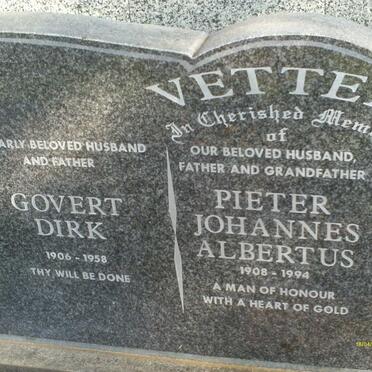 VETTE
In Cherished Mem
of
ARLY BELOVED HUSBAND
AND FATHER
GOVERT
DIRK
1906 - 1958
THY WILL BE DONE
OUR BELOVED HUSBAND,
FATHER AND GRANDFATHER
PIETER
JOHANNES
ALBERTUS
1908 - 1994
A MAN OF HONOUR
WITH A HEART OF GOLD